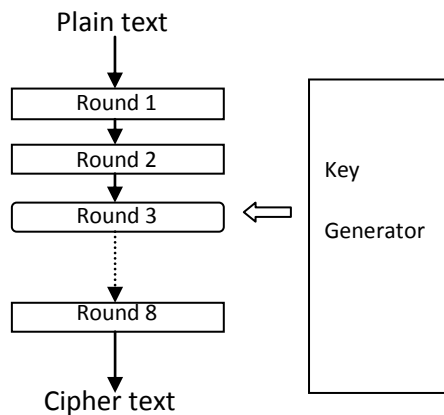 Plain text
Round 1
Round 2
Round 3
Key
Generator
Round 8
Cipher text